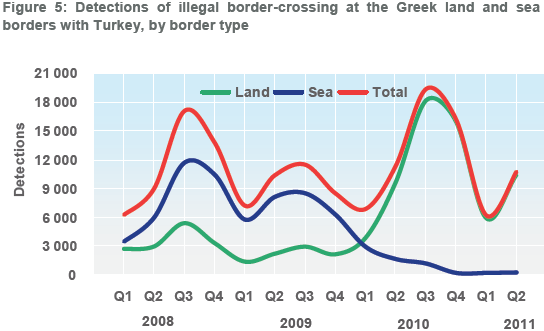 Figure 5: Detections of illegal border-crossing at the Greek land and sea
borders with Turkey, by border type
21 000
18 000
15 000
12 000
9 000
6 000
3 000
0
Detections
Land Sea Total
Q1 Q2 Q3 Q4 Q1 Q2 Q3 Q4 Q1 Q2 Q3 Q4 Q1 Q2
2008 2009 2010 2011